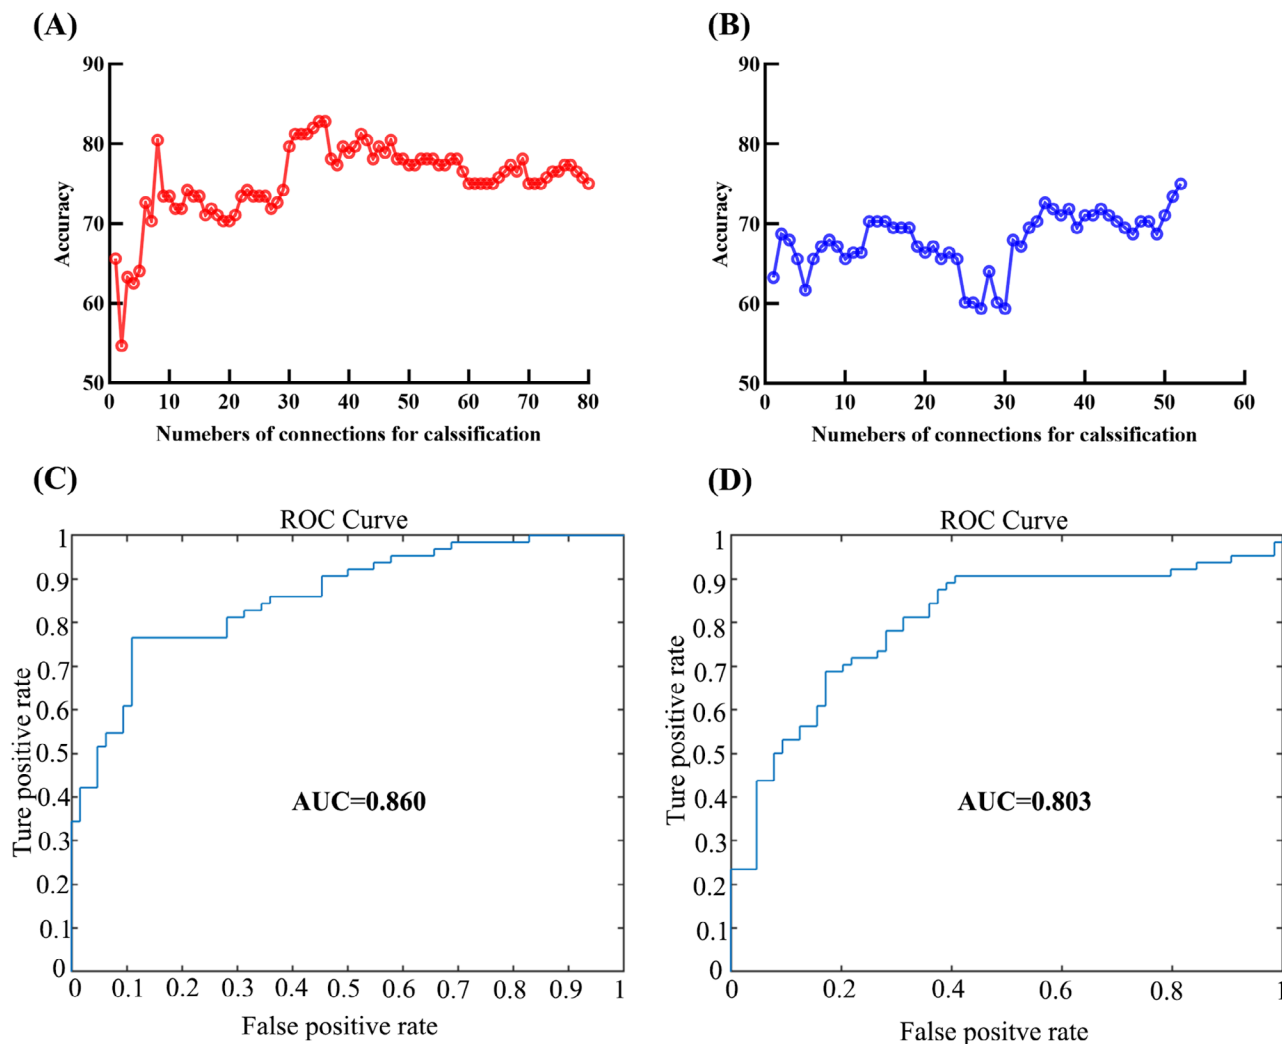 (A)
90
80
70
60
50
Accuracy
0 10 20 30 40 50 60 70 80
Numebers of connections for calssification
(B)
90
80
70
60
50
Accuracy
0 10 20 30 40 50 60
Numebers of connections for calssification
(C)
ROC Curve
1
0.9
0.8
0.7
0.6
0.5
0.4
0.3
0.2
0.1
0
Ture positive rate
AUC=0.860
0 0.1 0.2 0.3 0.4 0.5 0.6 0.7 0.8 0.9 1
False positive rate
(D)
ROC Curve
1
0.9
0.8
0.7
0.6
0.5
0.4
0.3
0.2
0.1
0
Ture positive rate
AUC=0.803
0 0.2 0.4 0.6 0.8 1
False positve rate